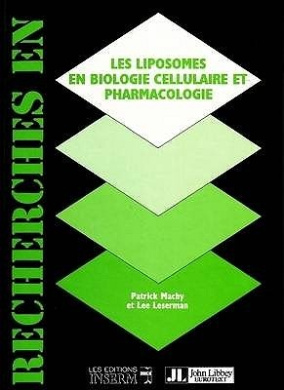 RECHERCHES EN
LES LIPOSOMES
EN BIOLOGIE CELLULAIRE ET
PHARMACOLOGIE
Patrick Machy
et Lee Leserman
LES EDITIONS
INSERM
JL
John Libbey
EUROTEXT